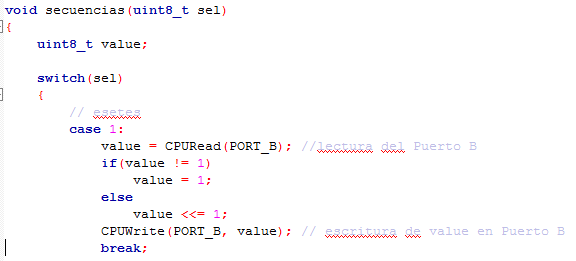 void secuencias(uint8_t sel)
{
uint8_t value;
switch(sel)
{
// esetes
case 1:
value = CPURead(PORT_B); //lectura del Puerto B
if(value != 1)
value = 1;
else
value <<= 1;
CPUWrite(PORT_B, value); // escritura de value en Puerto B
break;